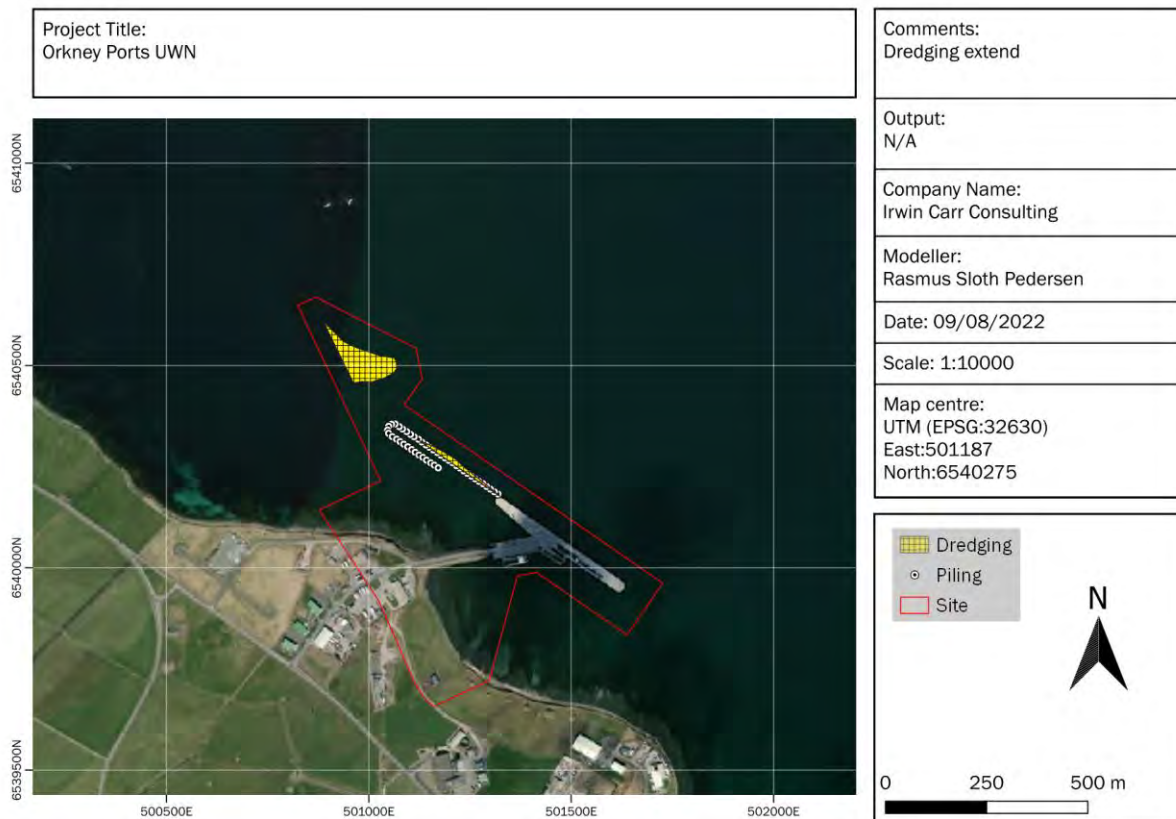 Project Title:
Orkney Ports UWN
Comments:
Dredging extend
Output:
N/A
Company Name:
Irwin Carr Consulting
Modeller:
Rasmus Sloth Pedersen
Date: 09/08/2022
Scale: 1:10000
Map centre:
UTM (EPSG:32630)
East:501187
North:6540275
6541000N
6540500N
6540000N
6539500N
500500E
501000E
501500E
502000E
Dredging
Piling
Site
N
0 250 500 m